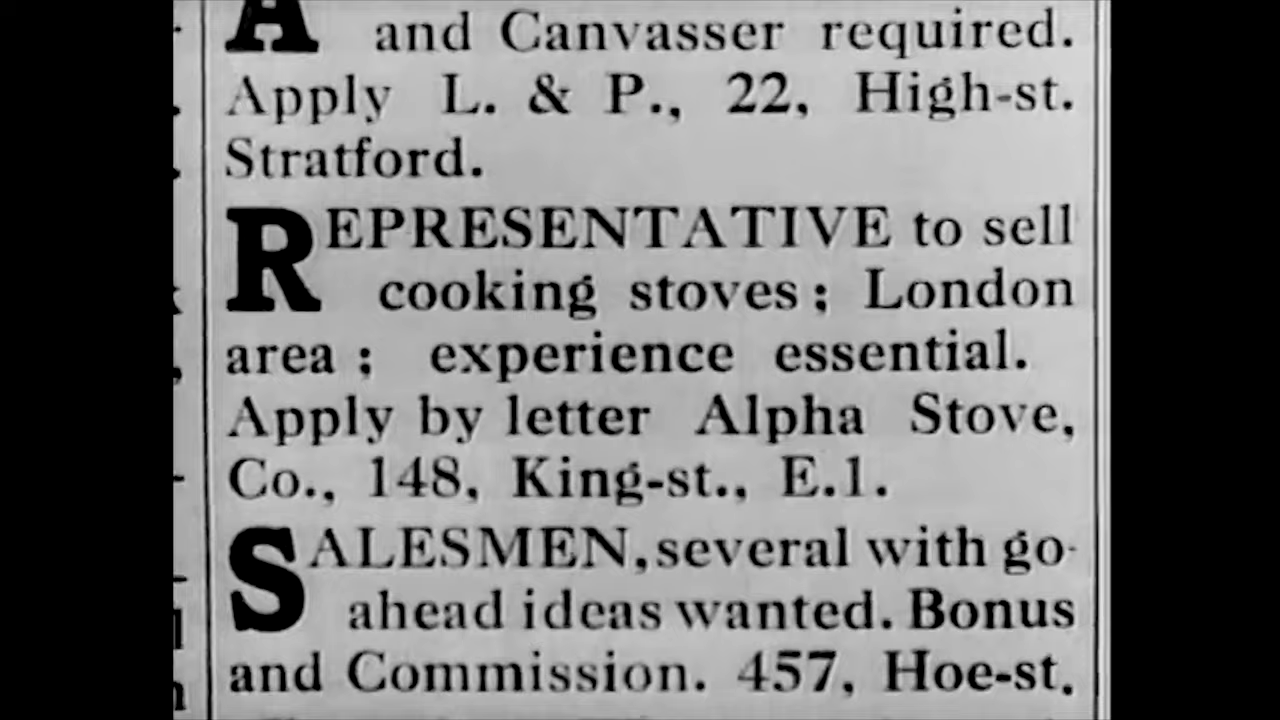 A and Canvasser required.
Apply L. & P., 22, High-st.
Stratford.
REPRESENTATIVE to sell
cooking stoves; London
area; experience essential.
Apply by letter Alpha Stove,
Co., 148, King-st., E.1.
SALESMEN, several with go-
ahead ideas wanted. Bonus
and Commission. 457, Hoe-st.